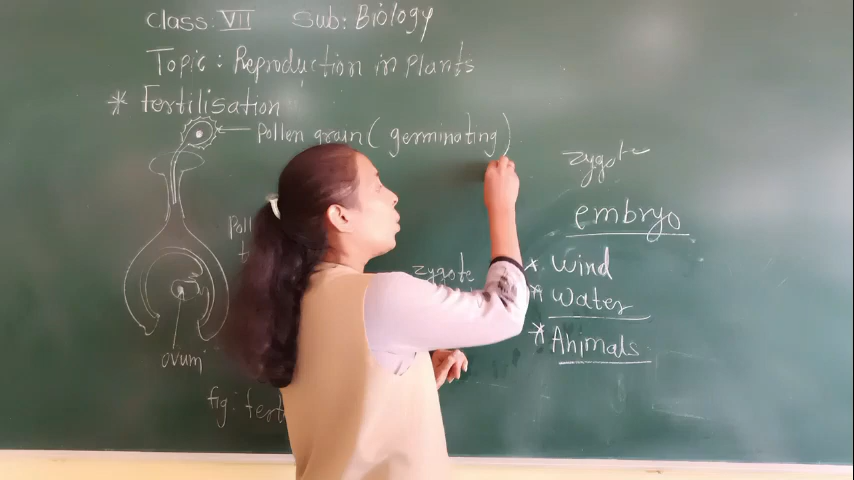 Class: VII Sub: Biology
Topic: Reproduction in plants
* Fertilisation
Pollen grain (germinating)
zygote
embryo
* Wind
zygote
* Water
* Animals
ovum
fig: